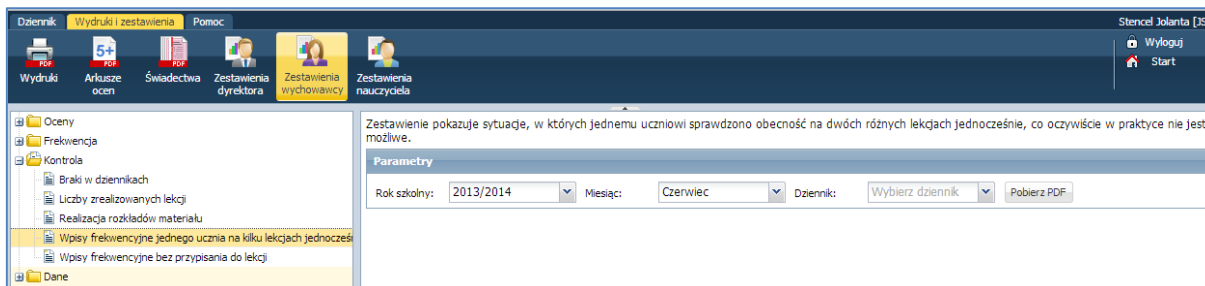 Dziennik Wydruki i zestawienia Pomoc
Stencel Jolanta [JS
Wyloguj
Start
5+
PDF PDF PDF
Wydruki Arkusze ocen Świadectwa Zestawienia dyrektora Zestawienia wychowawcy Zestawienia nauczyciela
Oceny
Frekwencja
Kontrola
Braki w dziennikach
Liczby zrealizowanych lekcji
Realizacja rozkładów materiału
Wpisy frekwencyjne jednego ucznia na kilku lekcjach jednocześ
Wpisy frekwencyjne bez przypisania do lekcji
Dane
Zestawienie pokazuje sytuacje, w których jednemu uczniowi sprawdzono obecność na dwóch różnych lekcjach jednocześnie, co oczywiście w praktyce nie jest
możliwe.
Parametry
Rok szkolny: 2013/2014 Miesiąc: Czerwiec Dziennik: Wybierz dziennik Pobierz PDF